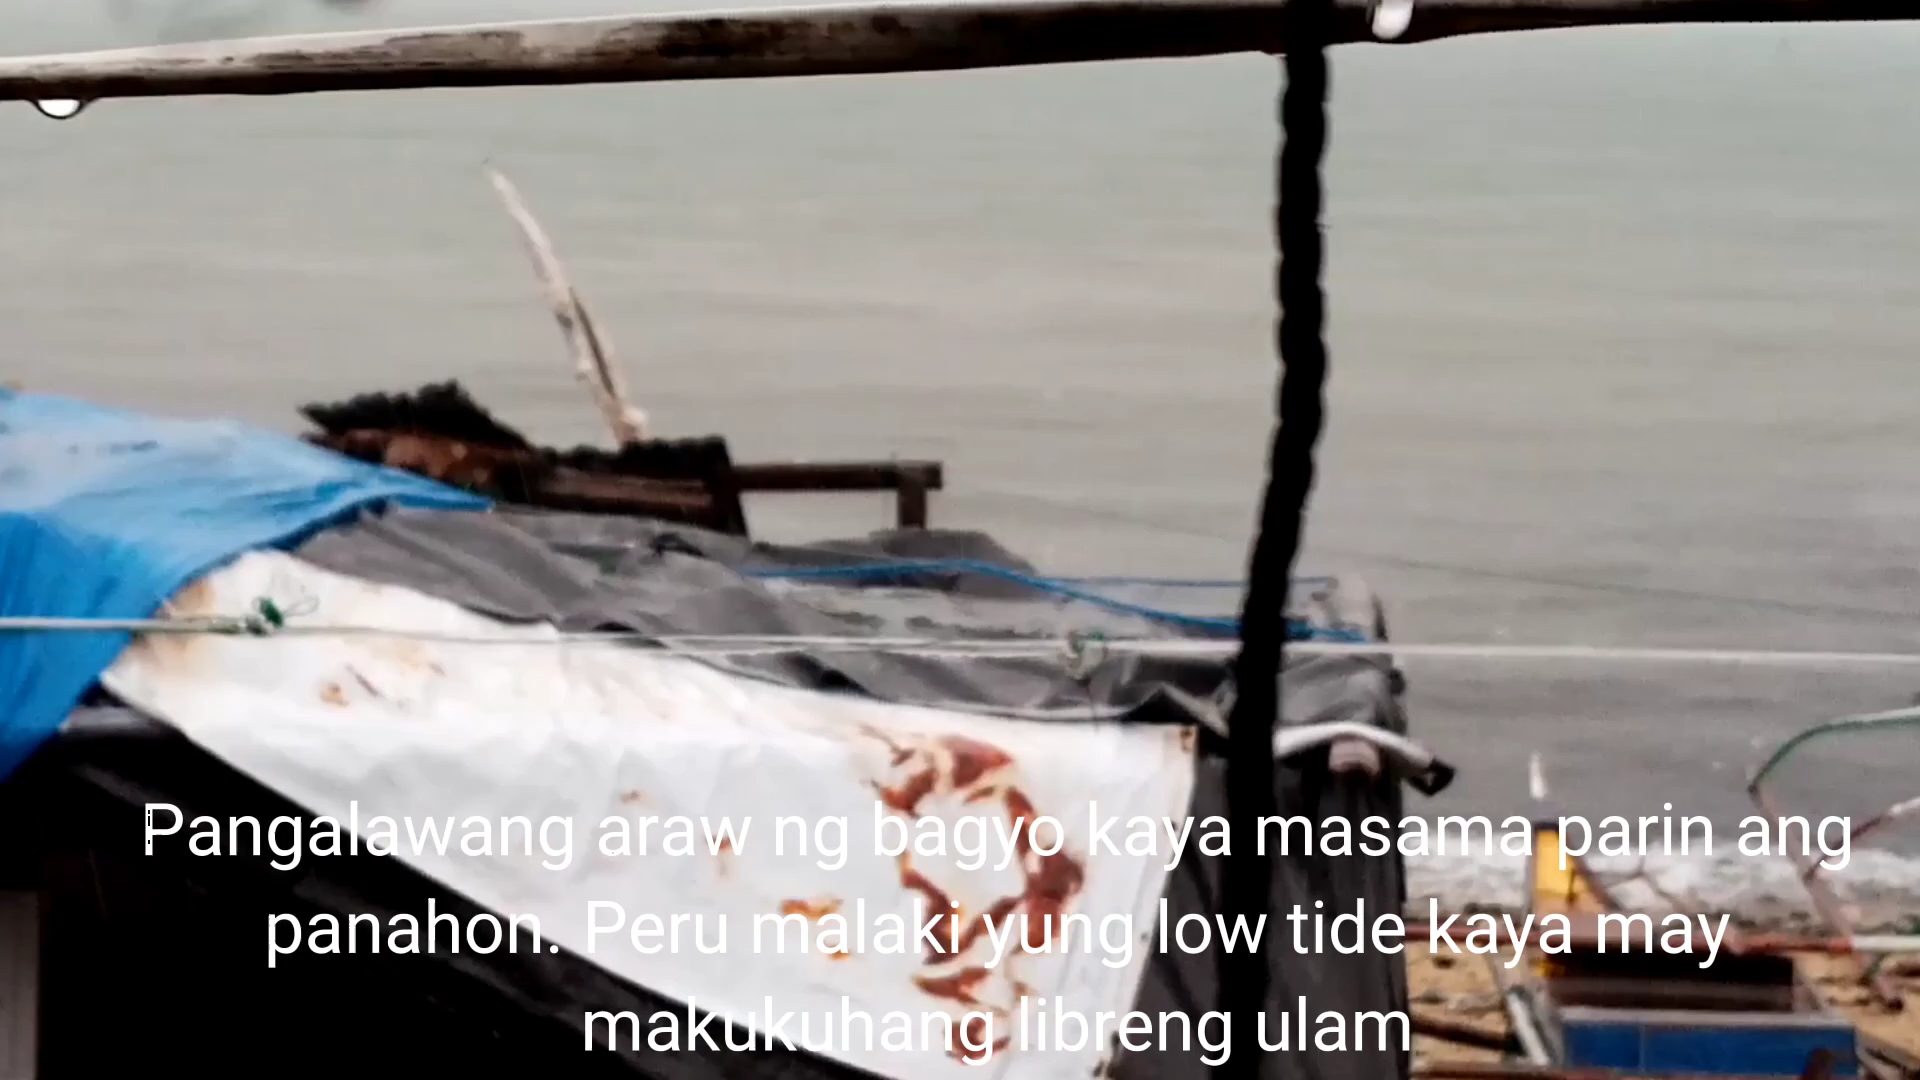 Pangalawang araw ng bagyo kaya masama parin ang
panahon. Peru malaki yung low tide kaya may
makukuhang libreng ulam